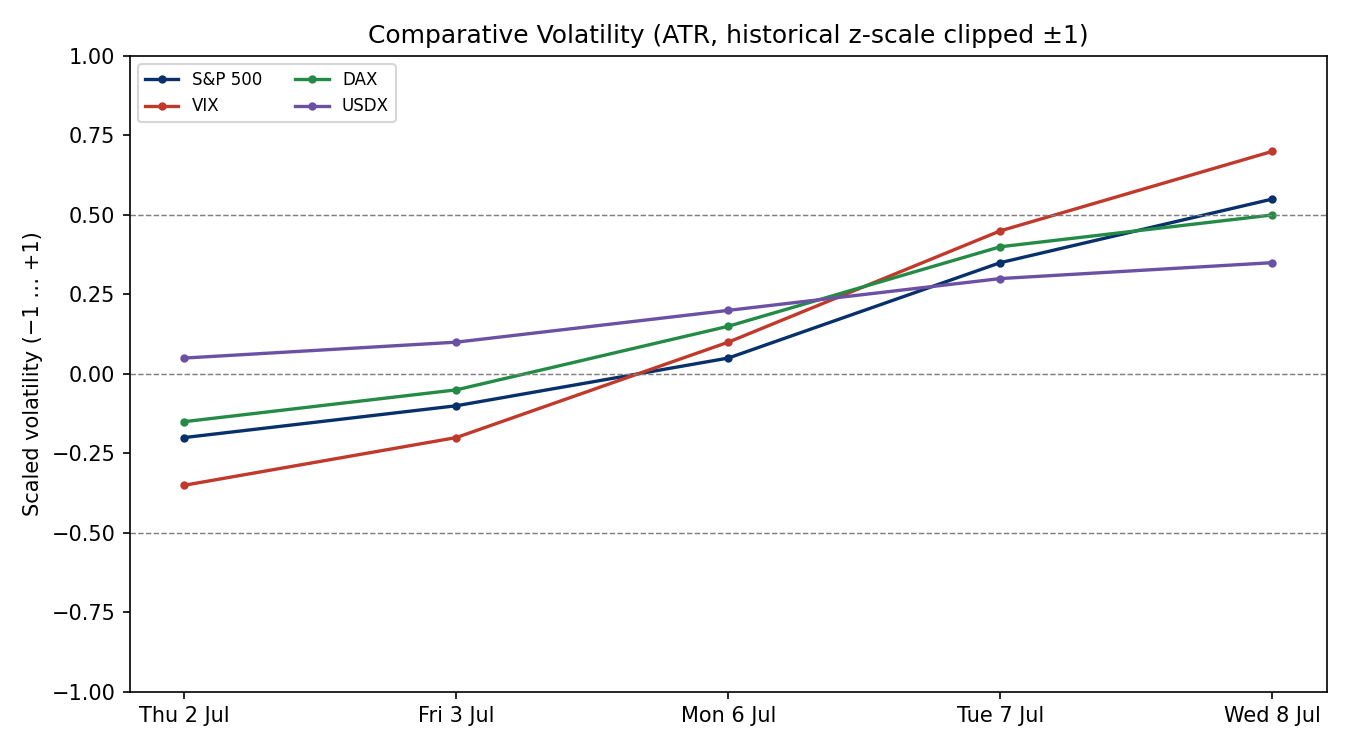 Comparative Volatility (ATR, historical z-scale clipped ±1)
S&P 500
VIX
DAX
USDX
Scaled volatility (−1 … +1)
1.00
0.75
0.50
0.25
0.00
−0.25
−0.50
−0.75
−1.00
Thu 2 Jul
Fri 3 Jul
Mon 6 Jul
Tue 7 Jul
Wed 8 Jul